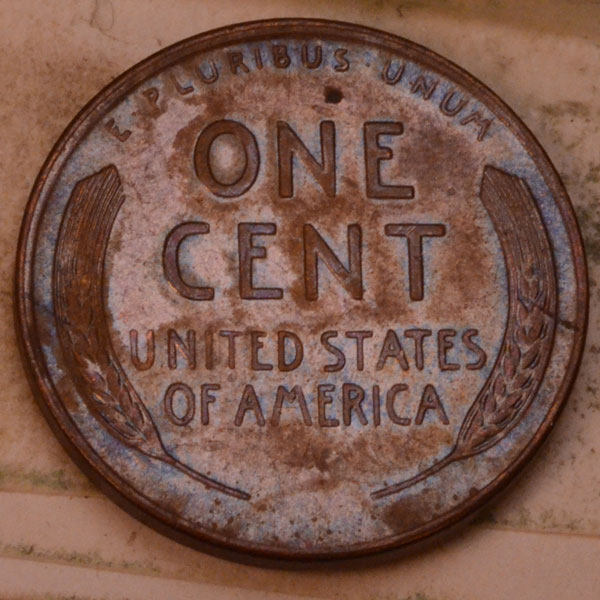 E PLURIBUS UNUM
ONE
CENT
UNITED STATES
OF AMERICA